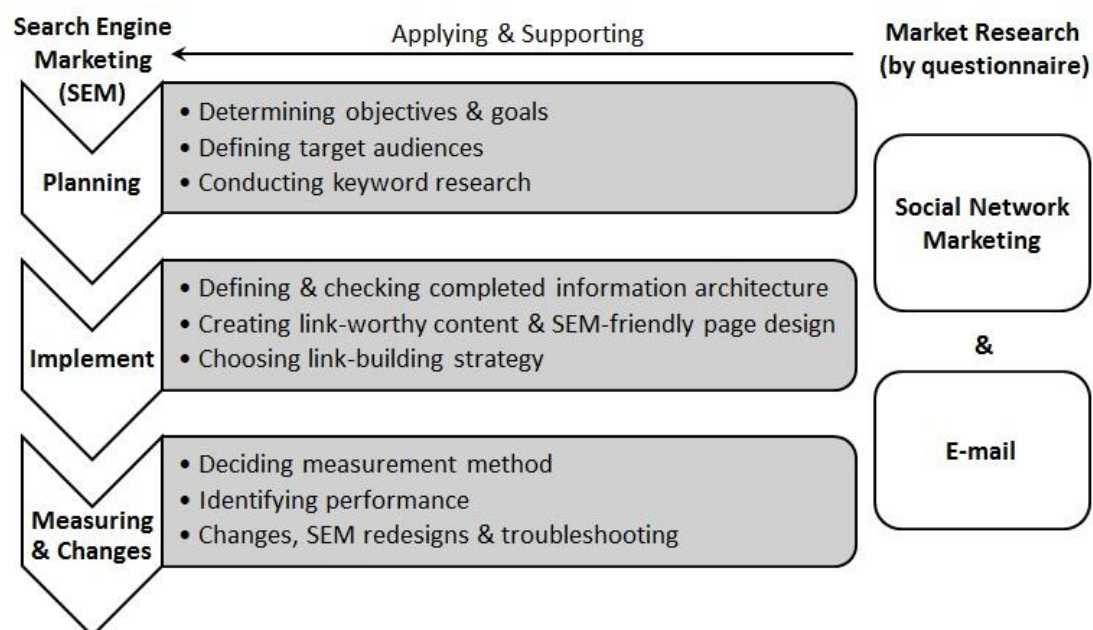 Search Engine
Marketing
(SEM)
Applying & Supporting
Market Research
(by questionnaire)
Planning
• Determining objectives & goals
• Defining target audiences
• Conducting keyword research
Implement
• Defining & checking completed information architecture
• Creating link-worthy content & SEM-friendly page design
• Choosing link-building strategy
Measuring
& Changes
• Deciding measurement method
• Identifying performance
• Changes, SEM redesigns & troubleshooting
Social Network
Marketing
&
E-mail